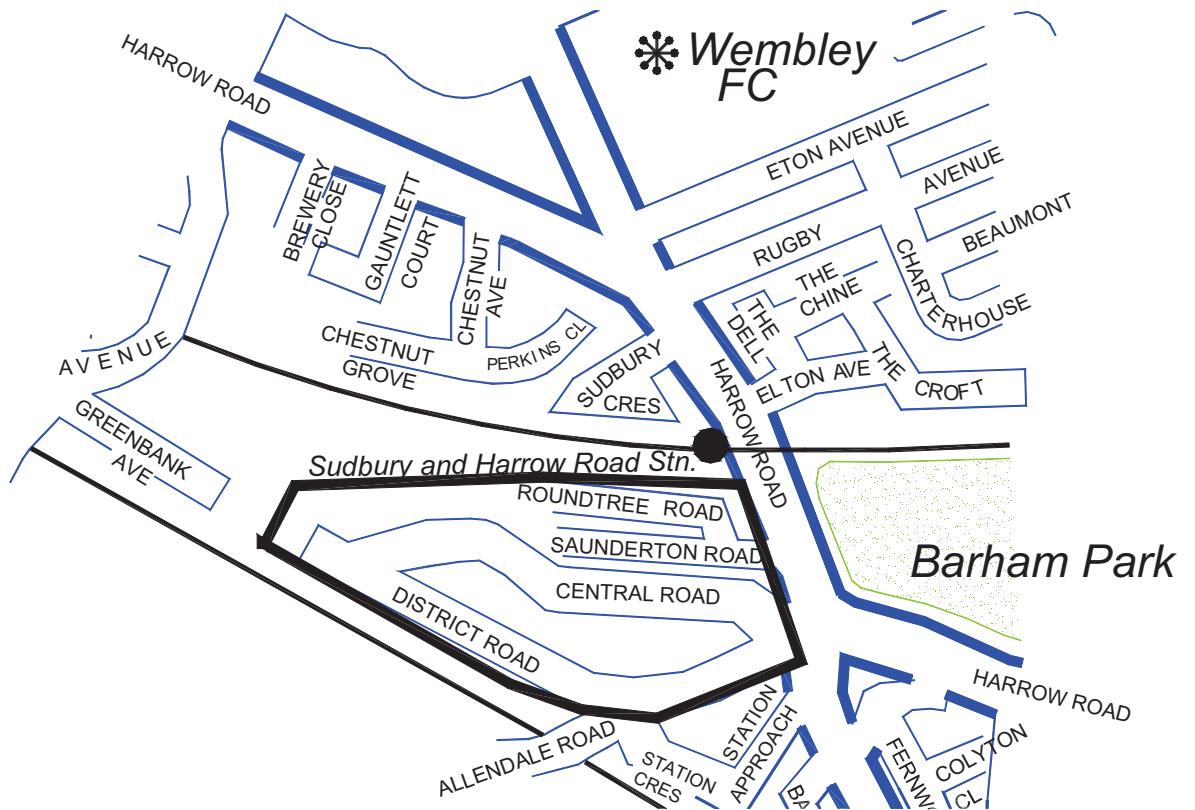 HARROW ROAD
Wembley
FC
ETON AVENUE
AVENUE
BEAUMONT
RUGBY
CHARTERHOUSE
BREWERY
CLOSE
GAUNTLETT
COURT
CHESTNUT
AVE
THE
CHINE
THE
DELL
AVENUE
CHESTNUT
GROVE
PERKINS CL
SUDBURY
CRES
HARROW ROAD
ELTON AVE
THE
CROFT
GREENBANK
AVE
Sudbury and Harrow Road Stn.
ROUNDTREE ROAD
SAUNDERTON ROAD
CENTRAL ROAD
DISTRICT ROAD
Barham Park
HARROW ROAD
STATION
APPROACH
ALLENDALE ROAD
STATION
CRES
BA
FERNW
COLYTON
CL